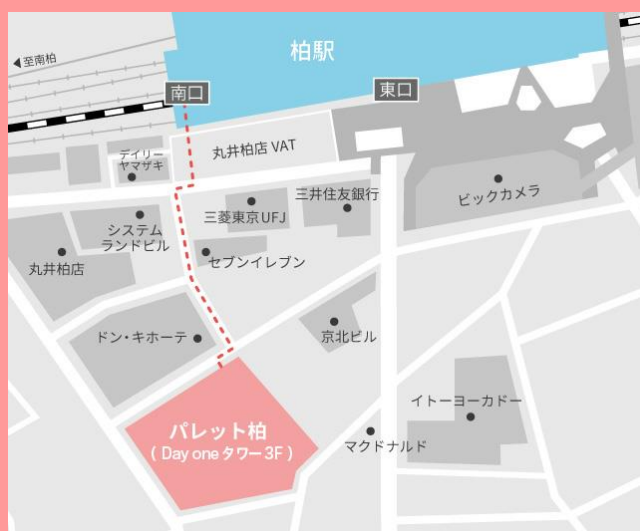 柏駅
◀至南柏
南口
東口
丸井柏店 VAT
デイリー
ヤマザキ
三井住友銀行
ビックカメラ
三菱東京UFJ
システム
ランドビル
セブンイレブン
丸井柏店
ドン・キホーテ
京北ビル
イトーヨーカドー
パレット柏
( Day one タワー 3F )
マクドナルド